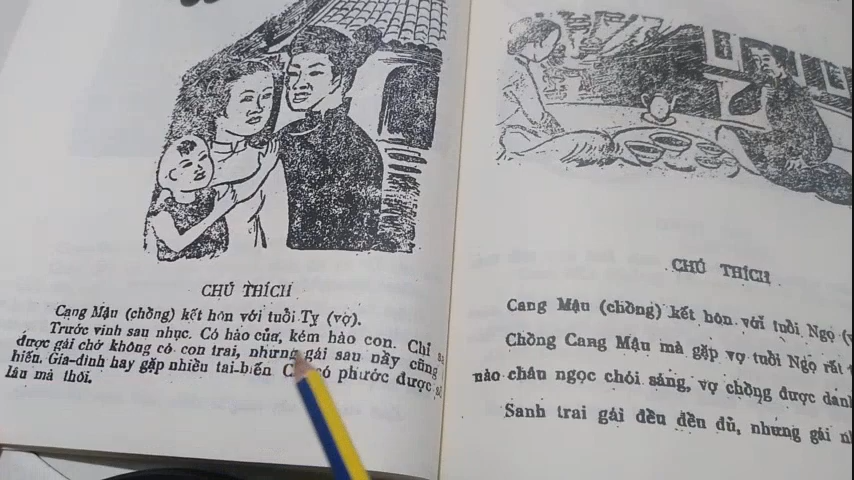 CHÚ THÍCH
Cang Mậu (chồng) kết hôn với tuổi Tỵ (vợ).
Trước vinh sau nhục. Có hào của, kém hào con. Chỉ
được gái chớ không có con trai, nhưng gái sau nầy cũng
hiển. Gia-đình hay gặp nhiều tai-biến có phước được
lâu mà thôi.
CHÚ THÍCH
Cang Mậu (chồng) kết hôn với tuổi Ngọ
Chồng Cang Mậu mà gặp vợ tuổi Ngọ rất
nào châu ngọc chói sáng, vợ chồng được
Sanh trai gái đều đều đủ, nhưng gái